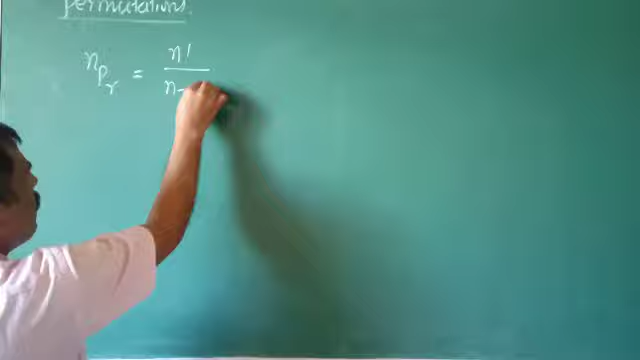 permutations.
nPr = n!
n-